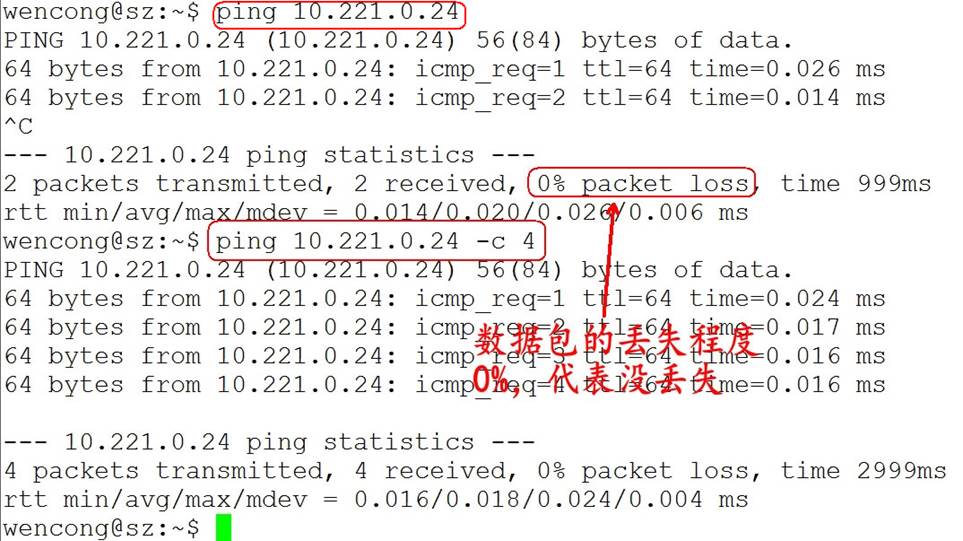 wencong@sz:~$ ping 10.221.0.24
PING 10.221.0.24 (10.221.0.24) 56(84) bytes of data.
64 bytes from 10.221.0.24: icmp_req=1 ttl=64 time=0.026 ms
64 bytes from 10.221.0.24: icmp_req=2 ttl=64 time=0.014 ms
^C
--- 10.221.0.24 ping statistics ---
2 packets transmitted, 2 received, 0% packet loss, time 999ms
rtt min/avg/max/mdev = 0.014/0.020/0.026/0.006 ms
wencong@sz:~$ ping 10.221.0.24 -c 4
PING 10.221.0.24 (10.221.0.24) 56(84) bytes of data.
64 bytes from 10.221.0.24: icmp_req=1 ttl=64 time=0.024 ms
64 bytes from 10.221.0.24: icmp_req=2 ttl=64 time=0.017 ms
数据包的丢失程度
64 bytes from 10.221.0.24: icmp_req=3 ttl=64 time=0.016 ms
0%, 代表没丢失
64 bytes from 10.221.0.24: icmp_req=4 ttl=64 time=0.016 ms
--- 10.221.0.24 ping statistics ---
4 packets transmitted, 4 received, 0% packet loss, time 2999ms
rtt min/avg/max/mdev = 0.016/0.018/0.024/0.004 ms
wencong@sz:~$